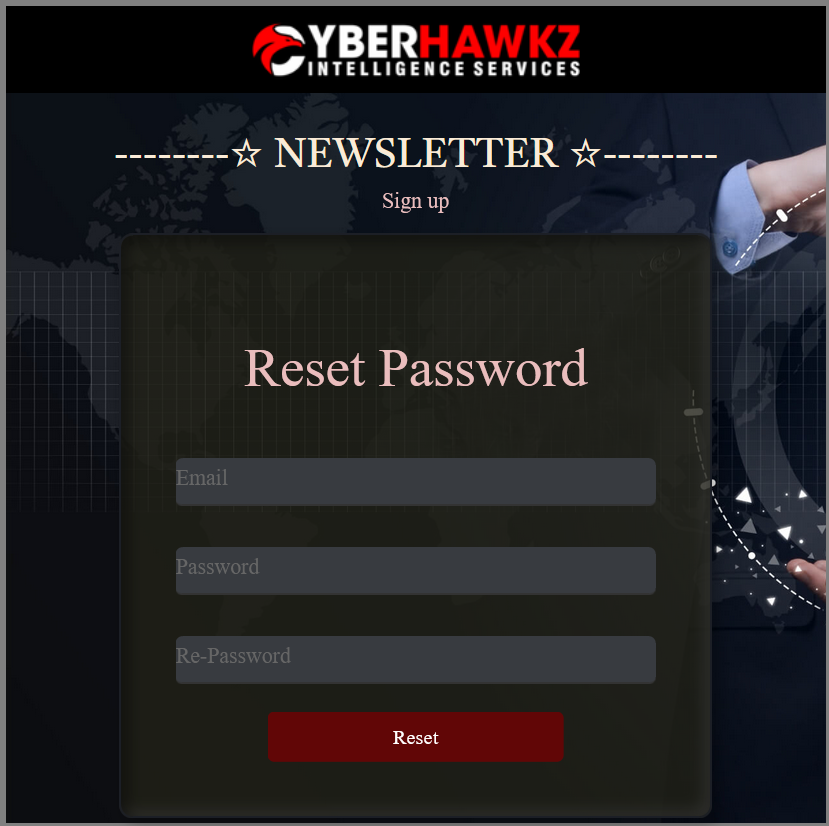 CYBERHAWKZ
INTELLIGENCE SERVICES
--------☆ NEWSLETTER ☆--------
Sign up
Reset Password
Email
Password
Re-Password
Reset